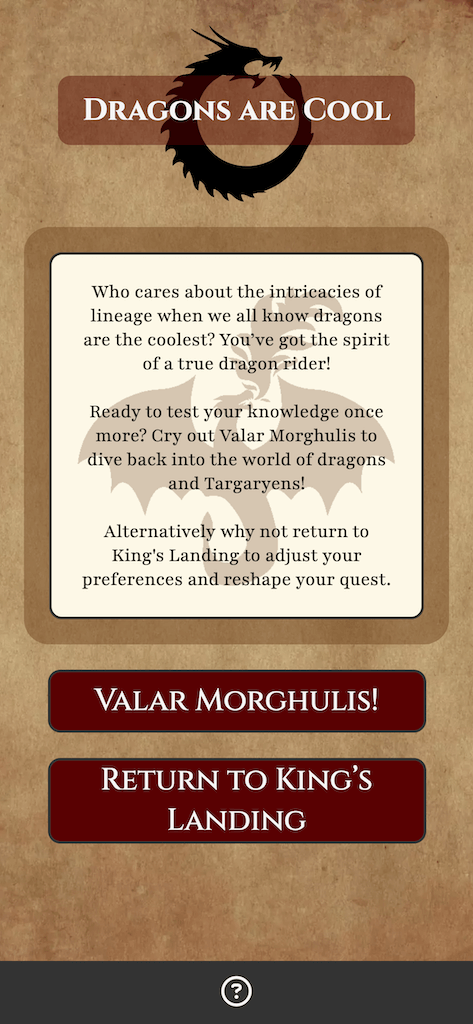 Dragons are Cool
Who cares about the intricacies of
lineage when we all know dragons
are the coolest? You've got the spirit
of a true dragon rider!
Ready to test your knowledge once
more? Cry out Valar Morghulis to
dive back into the world of dragons
and Targaryens!
Alternatively why not return to
King's Landing to adjust your
preferences and reshape your quest.
Valar Morghulis!
Return to King’s
Landing
?